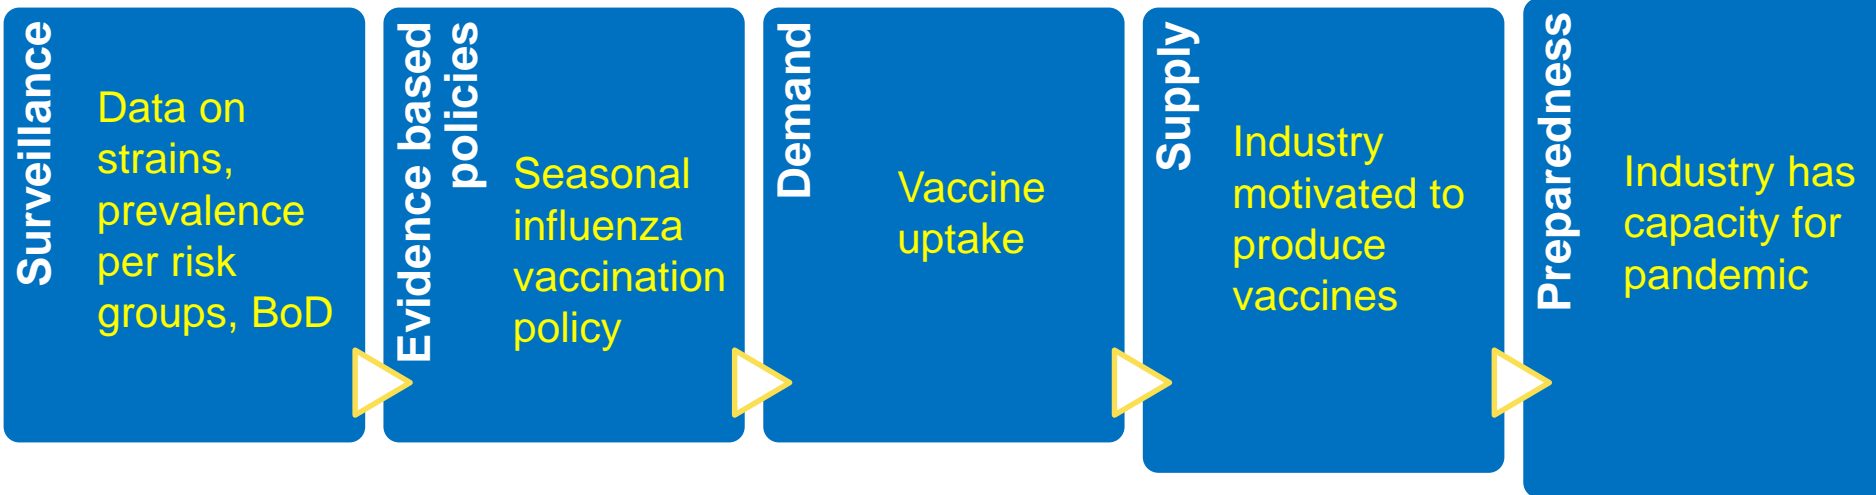 Surveillance
Data on
strains,
prevalence
per risk
groups, BoD
Evidence based
policies
Seasonal
influenza
vaccination
policy
Demand
Vaccine
uptake
Supply
Industry
motivated to
produce
vaccines
Preparedness
Industry has
capacity for
pandemic